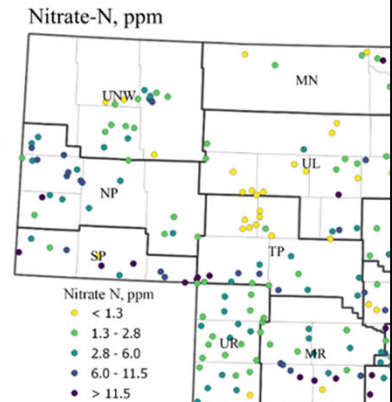 Nitrate-N, ppm
MN
UNW
UL
NP
TP
SP
Nitrate N, ppm
< 1.3
1.3 - 2.8
2.8 - 6.0
6.0 - 11.5
> 11.5
UR
MR